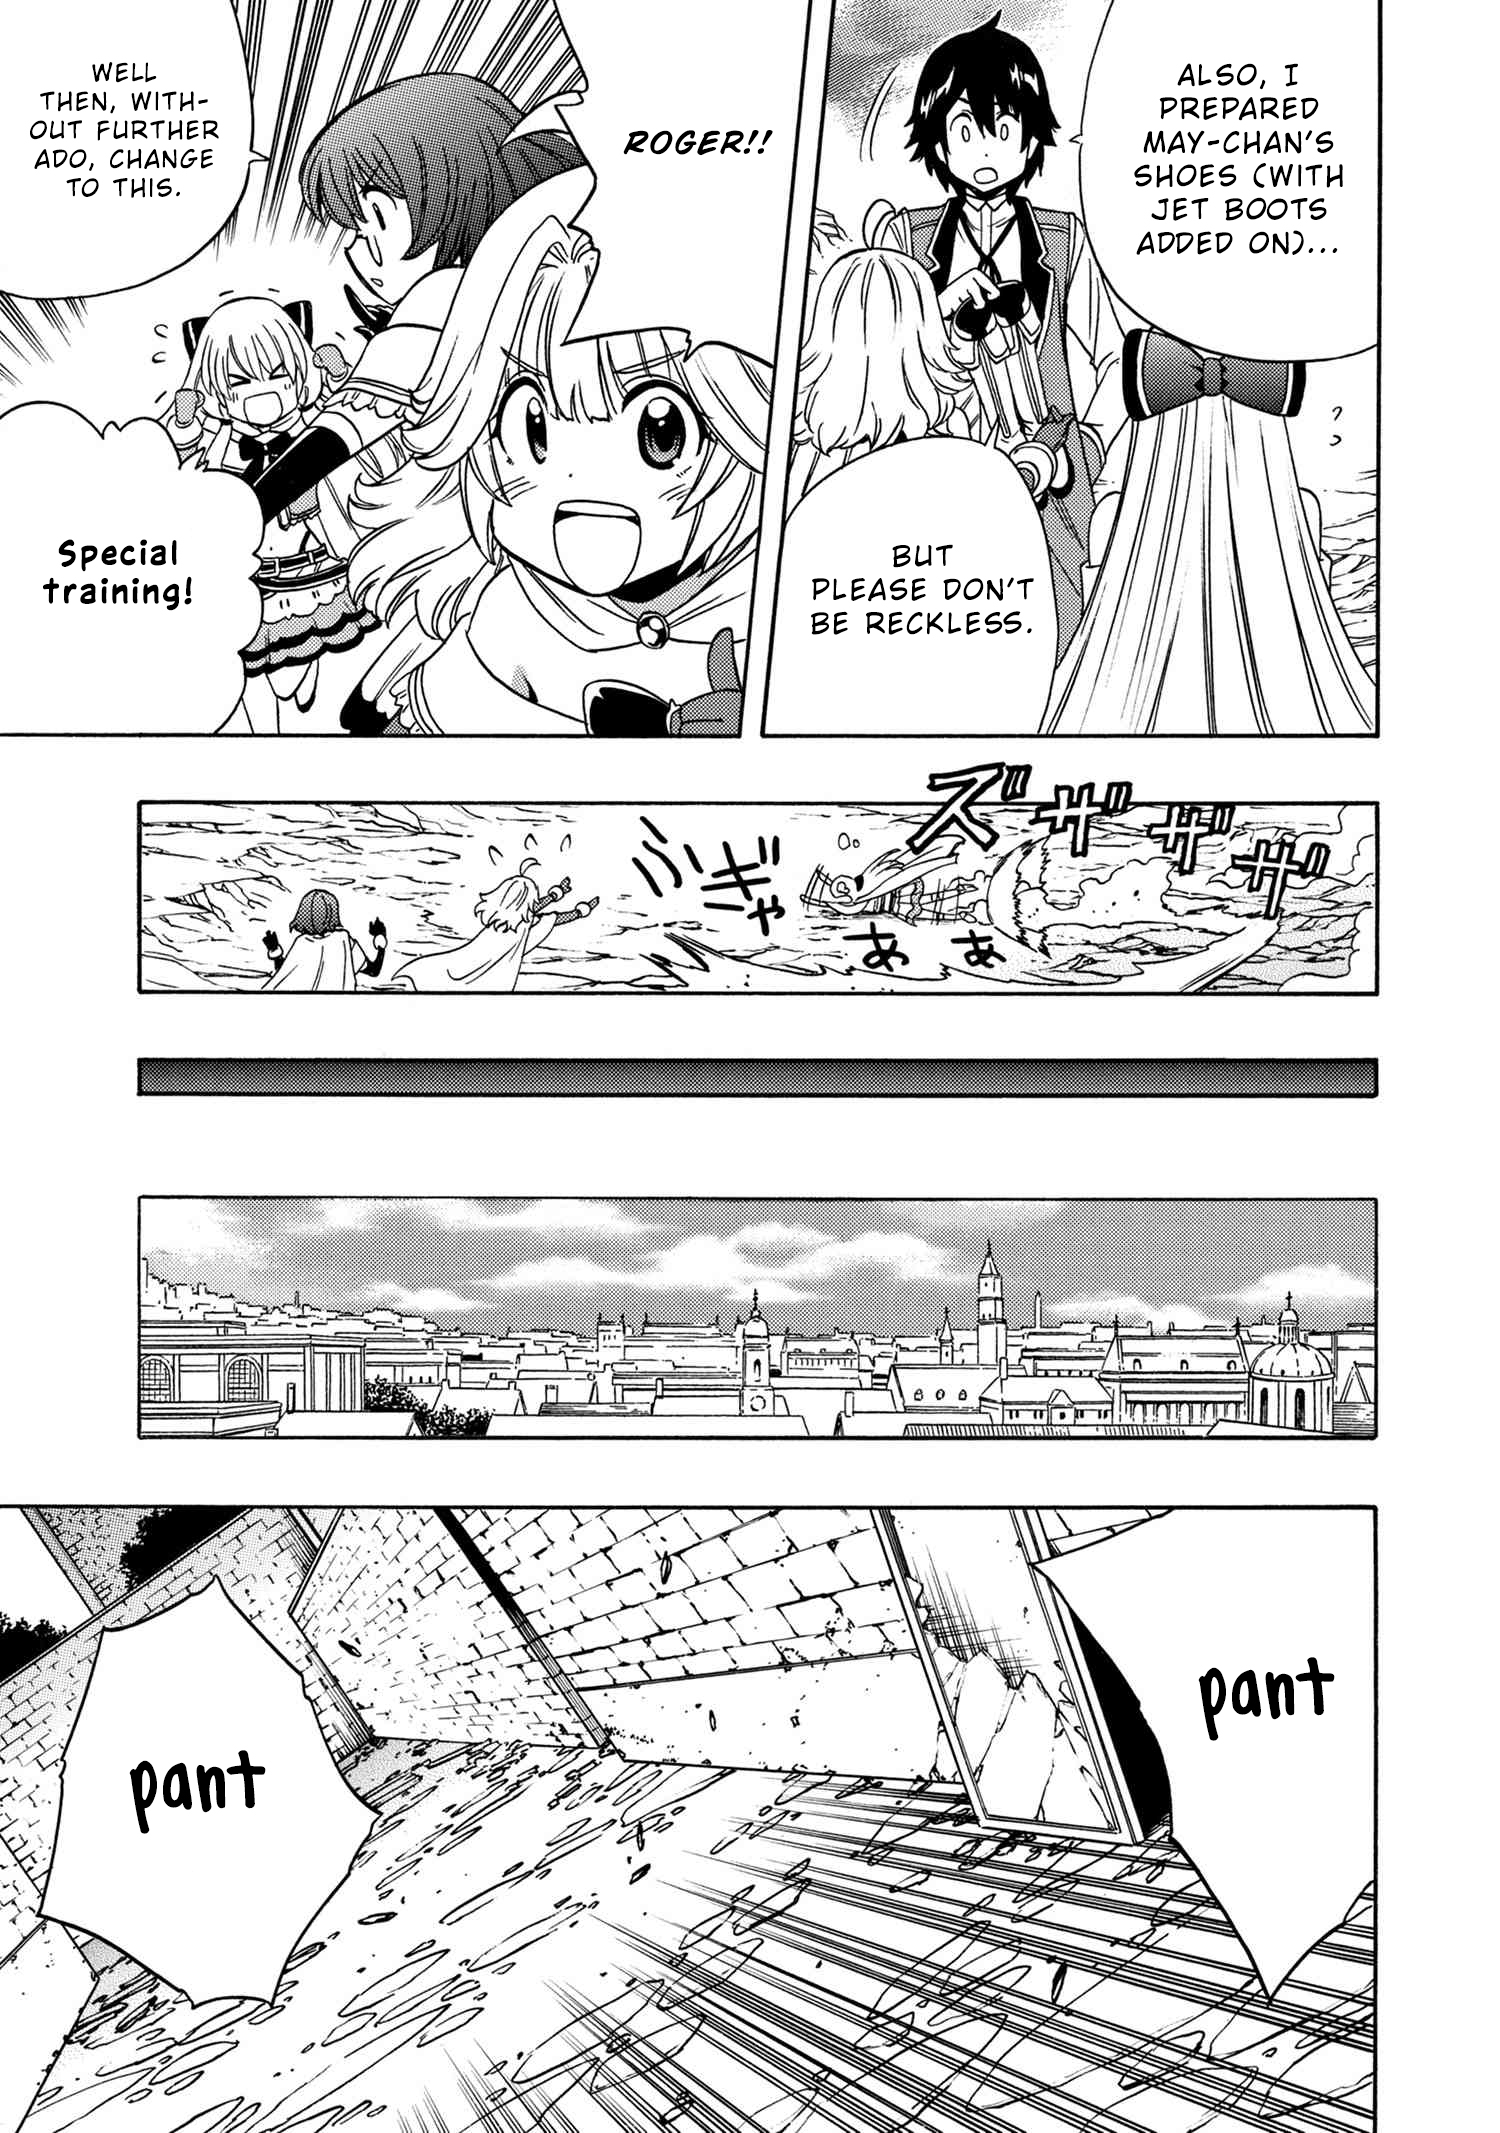 ALSO, I
PREPARED
MAY-CHAN'S
SHOES (WITH
JET BOOTS
ADDED ON)...
BUT
PLEASE DON'T
BE RECKLESS.
ROGER!!
WELL
THEN, WITH-
OUT FURTHER
ADO, CHANGE
TO THIS.
Special
training!
ズザザザ
ふぎゃ
ああ
pant
pant